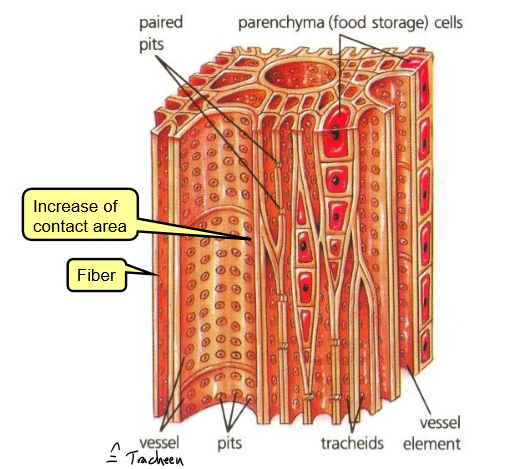 paired
pits
parenchyma (food storage) cells
Increase of
contact area
Fiber
vessel
pits
tracheids
vessel
element
≙ Tracheen